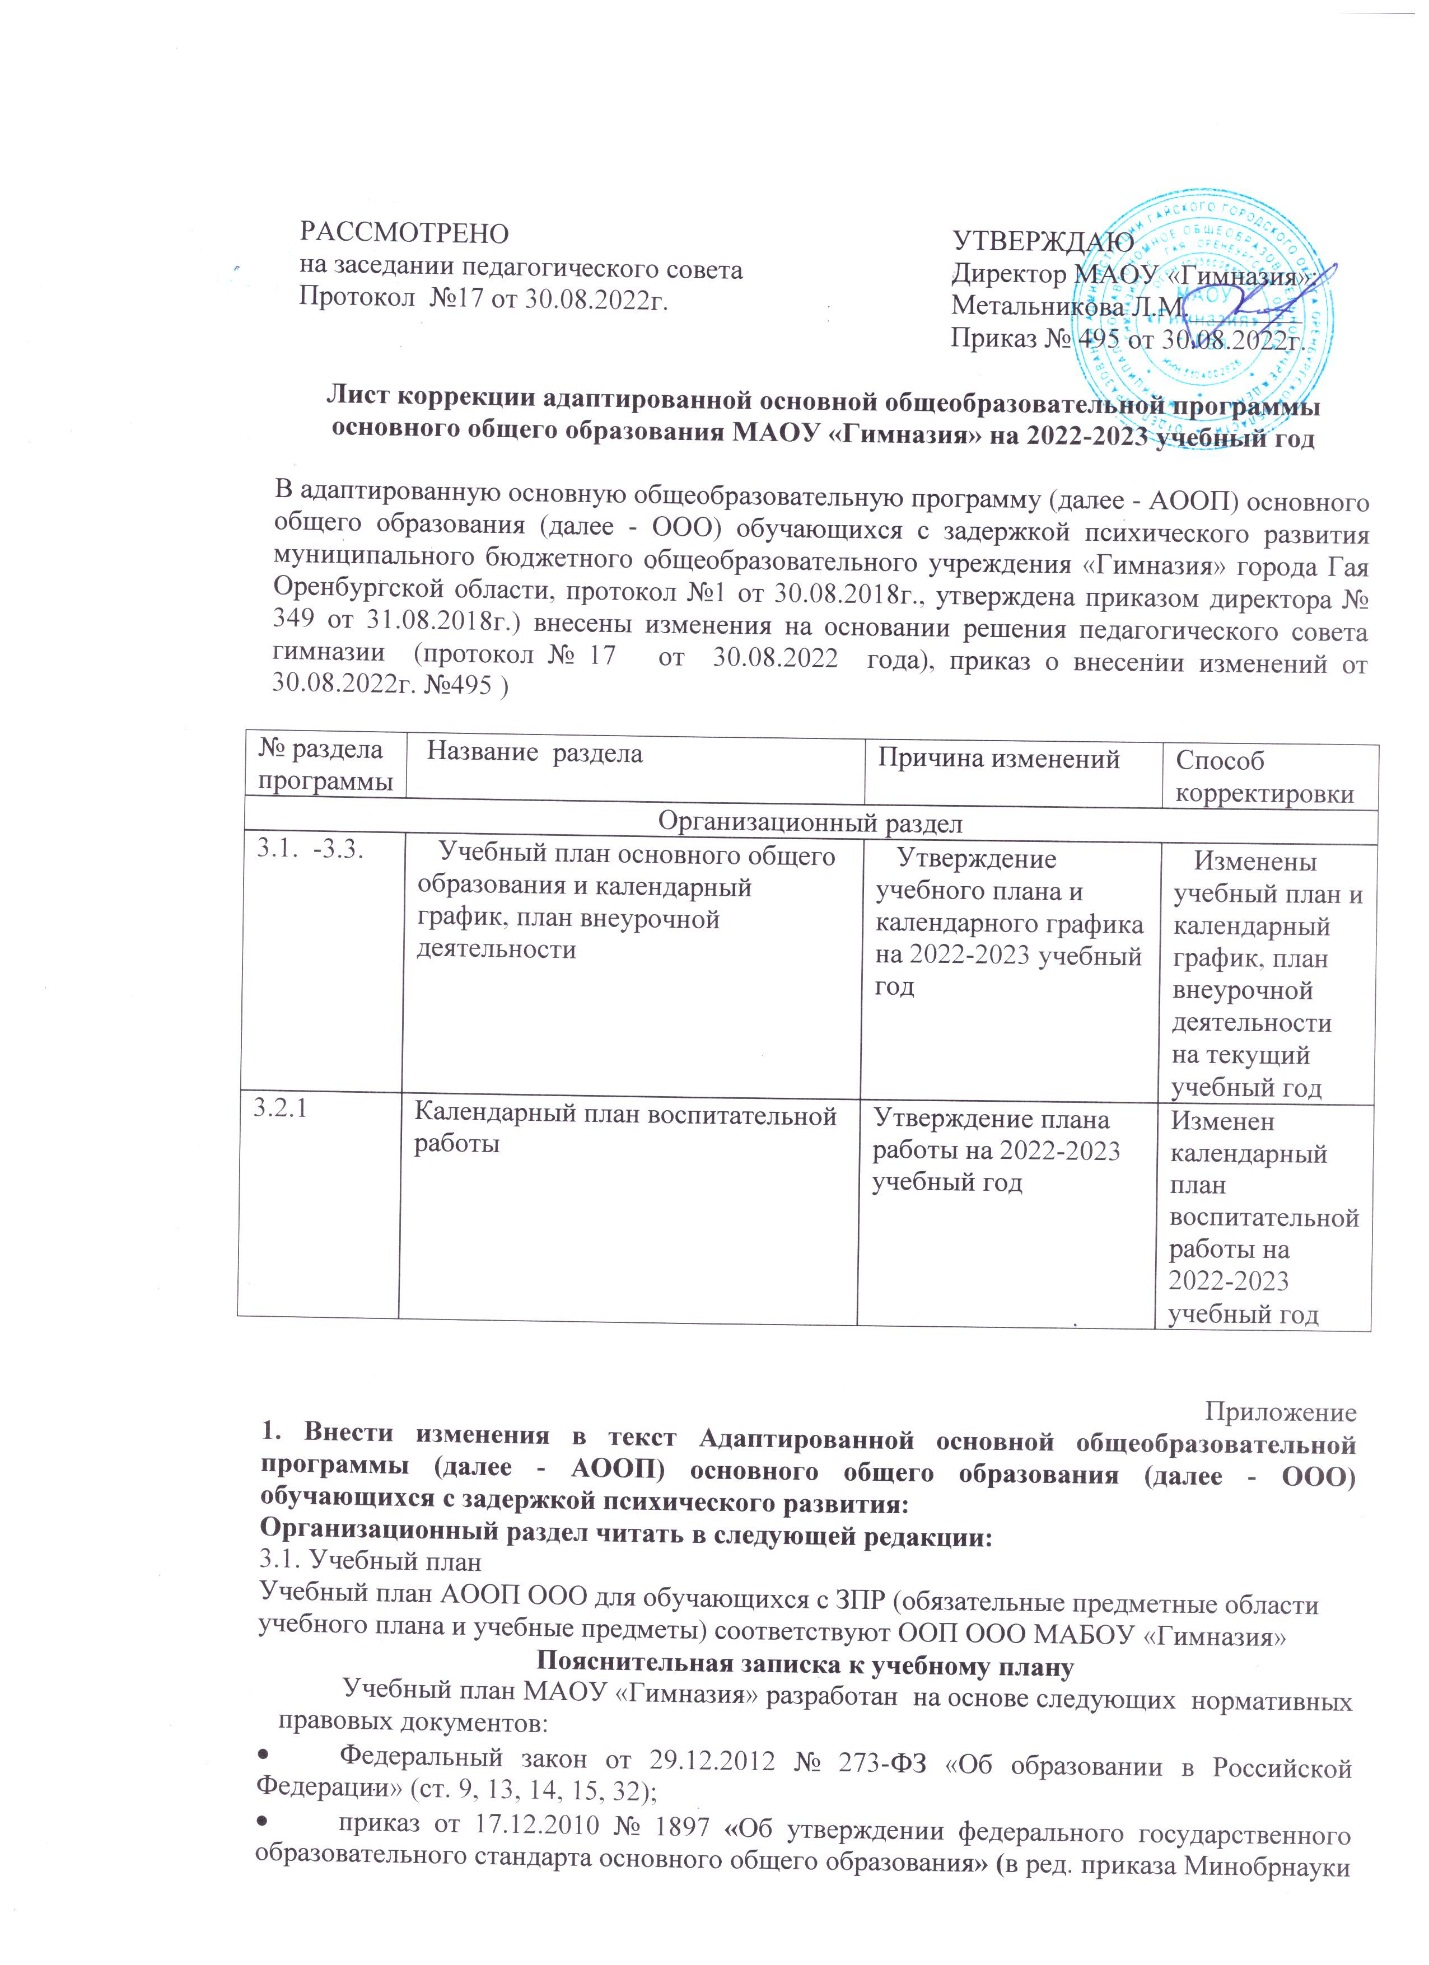 РАССМОТРЕНО
на заседании педагогического совета
Протокол №17 от 30.08.2022г.
УТВЕРЖДАЮ
Директор МАОУ «Гимназия»:
Метальникова Л.М.
Приказ № 495 от 30.08.2022г.
МАОУ
«ГИМНАЗИЯ»
Лист коррекции адаптированной основной общеобразовательной программы
основного общего образования МАОУ «Гимназия» на 2022-2023 учебный год
В адаптированную основную общеобразовательную программу (далее - АООП) основного
общего образования (далее - ООО) обучающихся с задержкой психического развития
муниципального бюджетного общеобразовательного учреждения «Гимназия» города Гая
Оренбургской области, протокол №1 от 30.08.2018г., утверждена приказом директора №
349 от 31.08.2018г.) внесены изменения на основании решения педагогического совета
гимназии (протокол № 17 от 30.08.2022 года), приказ о внесении изменений от
30.08.2022г. №495 )
№ раздела
программы
Название раздела
Причина изменений
Способ
корректировки
Организационный раздел
3.1. -3.3.
Учебный план основного общего
образования и календарный
график, план внеурочной
деятельности
Утверждение
учебного плана и
календарного графика
на 2022-2023 учебный
год
Изменены
учебный план и
календарный
график, план
внеурочной
деятельности
на текущий
учебный год
3.2.1
Календарный план воспитательной
работы
Утверждение плана
работы на 2022-2023
учебный год
Изменен
календарный
план
воспитательной
работы на
2022-2023
учебный год
Приложение
1. Внести изменения в текст Адаптированной основной общеобразовательной
программы (далее - АООП) основного общего образования (далее - ООО)
обучающихся с задержкой психического развития:
Организационный раздел читать в следующей редакции:
3.1. Учебный план
Учебный план АООП ООО для обучающихся с ЗПР (обязательные предметные области
учебного плана и учебные предметы) соответствуют ООП ООО МАБОУ «Гимназия»
Пояснительная записка к учебному плану
Учебный план МАОУ «Гимназия» разработан на основе следующих нормативных
правовых документов:
• Федеральный закон от 29.12.2012 № 273-ФЗ «Об образовании в Российской
Федерации» (ст. 9, 13, 14, 15, 32);
• приказ от 17.12.2010 № 1897 «Об утверждении федерального государственного
образовательного стандарта основного общего образования» (в ред. приказа Минобрнауки